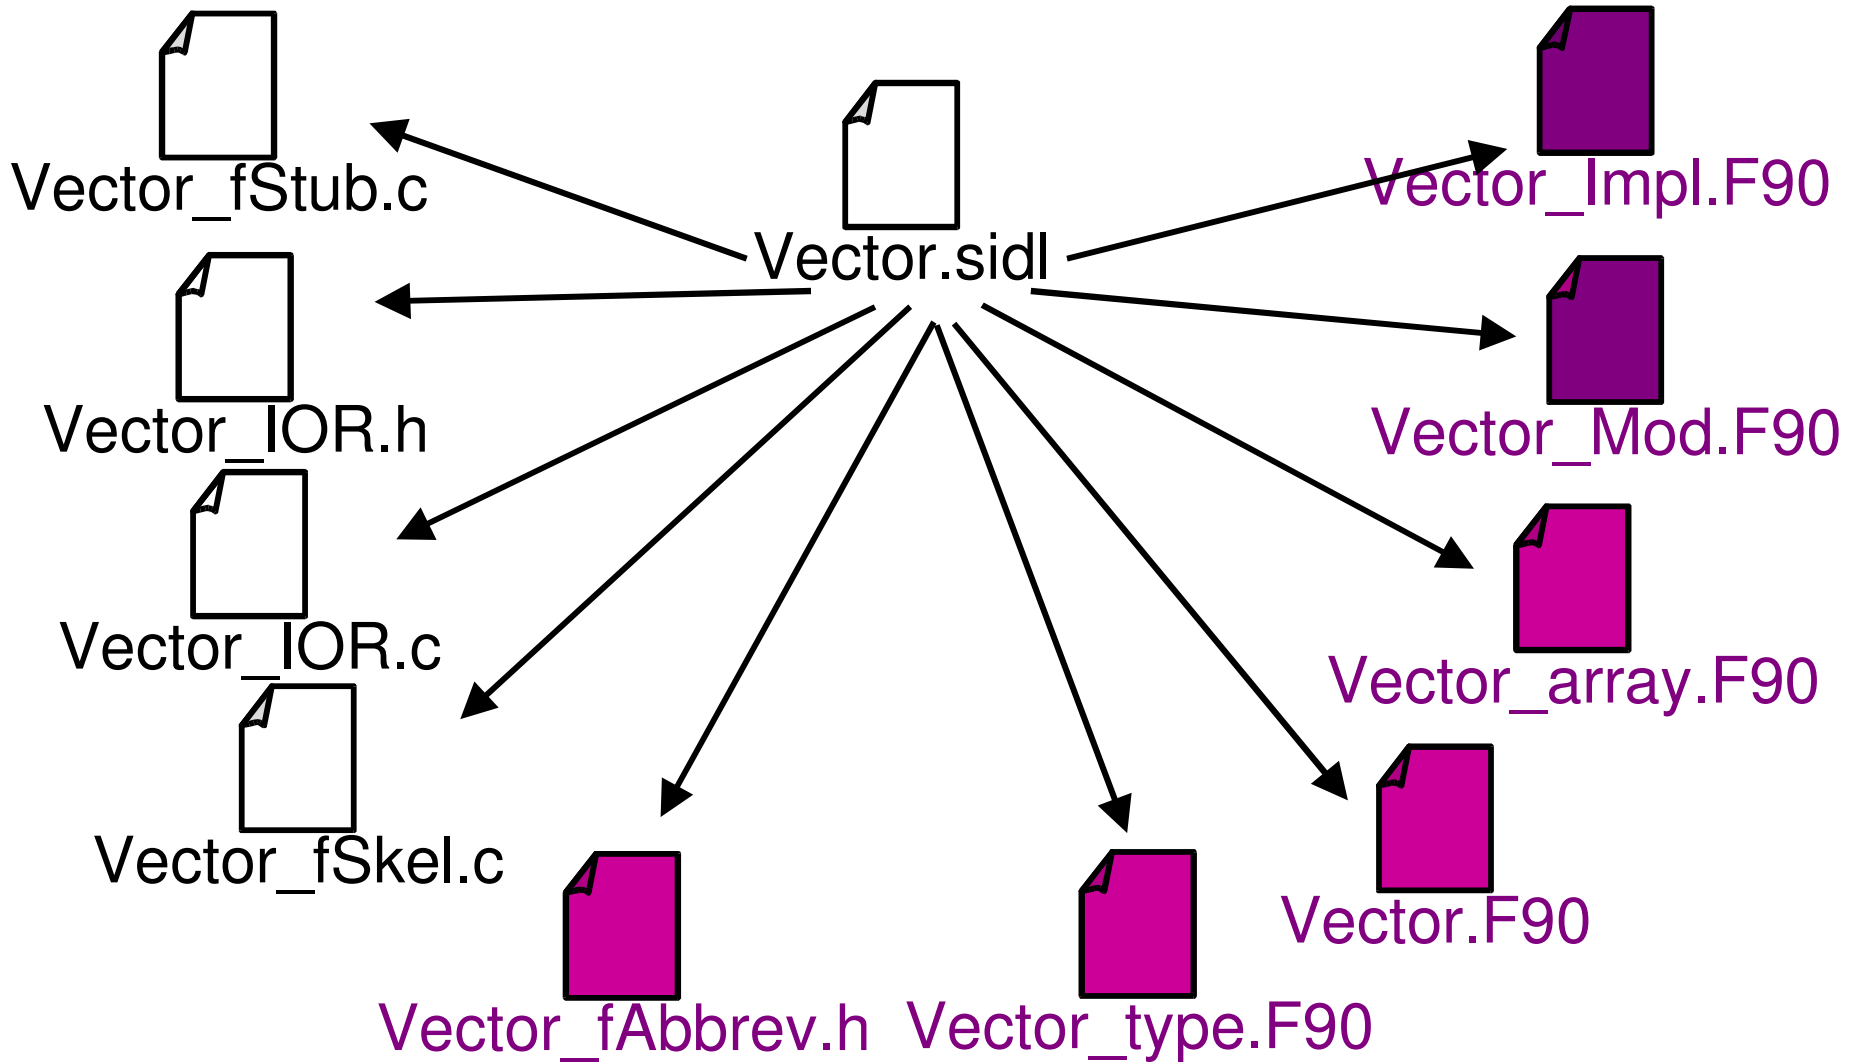 Vector_fStub.c
Vector.sidl
Vector_Impl.F90
Vector_IOR.h
Vector_Mod.F90
Vector_IOR.c
Vector_array.F90
Vector_fSkel.c
Vector.F90
Vector_fAbbrev.h
Vector_type.F90